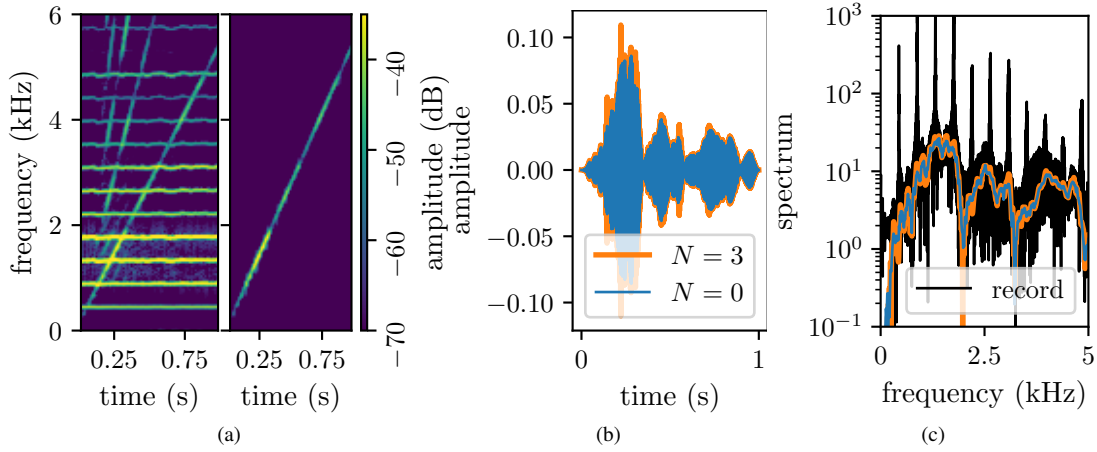 6
4
2
0
frequency (kHz)
0.25
0.75
0.25
0.75
time (s)
time (s)
−40
−50
−60
−70
amplitude (dB)
(a)
amplitude
0.10
0.05
0.00
−0.05
−0.10
N = 3
N = 0
0
1
time (s)
(b)
spectrum
10³
10²
10¹
10⁰
10⁻¹
record
0
2.5
5
frequency (kHz)
(c)